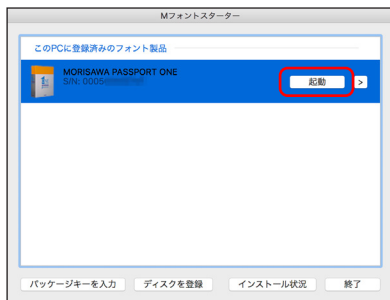 Mフォントスターター
このPCに登録済みのフォント製品
MORISAWA PASSPORT ONE
S/N: 0005
起動
>
パッケージキーを入力
ディスクを登録
インストール状況
終了